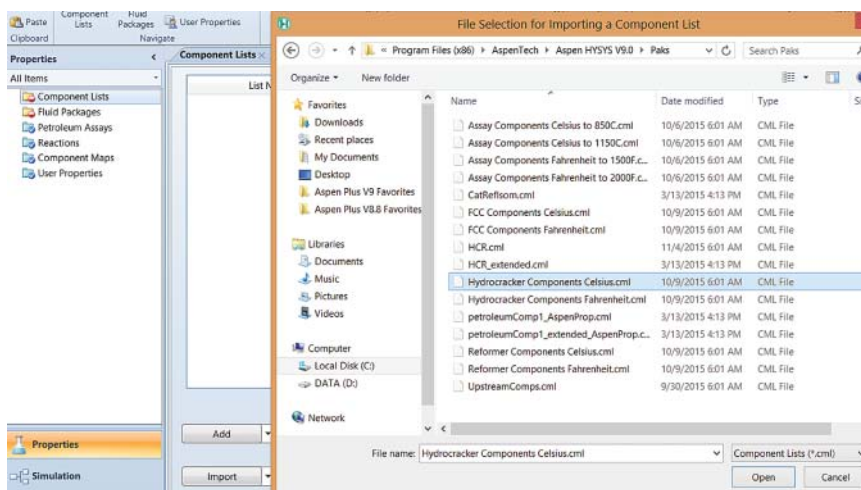 Paste
Component
Lists
Fluid
Packages
User Properties
Clipboard
Navigate
Properties <
All Items
Component Lists
Fluid Packages
Petroleum Assays
Reactions
Component Maps
User Properties
Properties
Simulation
Component Lists ×
List N
Add
Import
File Selection for Importing a Component List
« Program Files (x86) AspenTech Aspen HYSYS V9.0 Paks
Search Paks
Organize New folder
Favorites
Downloads
Recent places
My Documents
Desktop
Aspen Plus V9 Favorites
Aspen Plus V8.8 Favorites
Libraries
Documents
Music
Pictures
Videos
Computer
Local Disk (C:)
DATA (D:)
Network
Name Date modified Type S
Assay Components Celsius to 850C.cml 10/6/2015 6:01 AM CML File
Assay Components Celsius to 1150C.cml 10/6/2015 6:01 AM CML File
Assay Components Fahrenheit to 1500F.c... 10/6/2015 6:01 AM CML File
Assay Components Fahrenheit to 2000F.c... 10/6/2015 6:01 AM CML File
CatRefIsom.cml 3/13/2015 4:13 PM CML File
FCC Components Celsius.cml 10/9/2015 6:01 AM CML File
FCC Components Fahrenheit.cml 10/9/2015 6:01 AM CML File
HCR.cml 11/4/2015 6:01 AM CML File
HCR_extended.cml 3/13/2015 4:13 PM CML File
Hydrocracker Components Celsius.cml 10/9/2015 6:01 AM CML File
Hydrocracker Components Fahrenheit.cml 10/9/2015 6:01 AM CML File
petroleumComp1_AspenProp.cml 3/13/2015 4:13 PM CML File
petroleumComp1_extended_AspenProp.c... 3/13/2015 4:13 PM CML File
Reformer Components Celsius.cml 10/9/2015 6:01 AM CML File
Reformer Components Fahrenheit.cml 10/9/2015 6:01 AM CML File
UpstreamComps.cml 9/30/2015 6:01 AM CML File
File name: Hydrocracker Components Celsius.cml Component Lists (*.cml)
Open Cancel